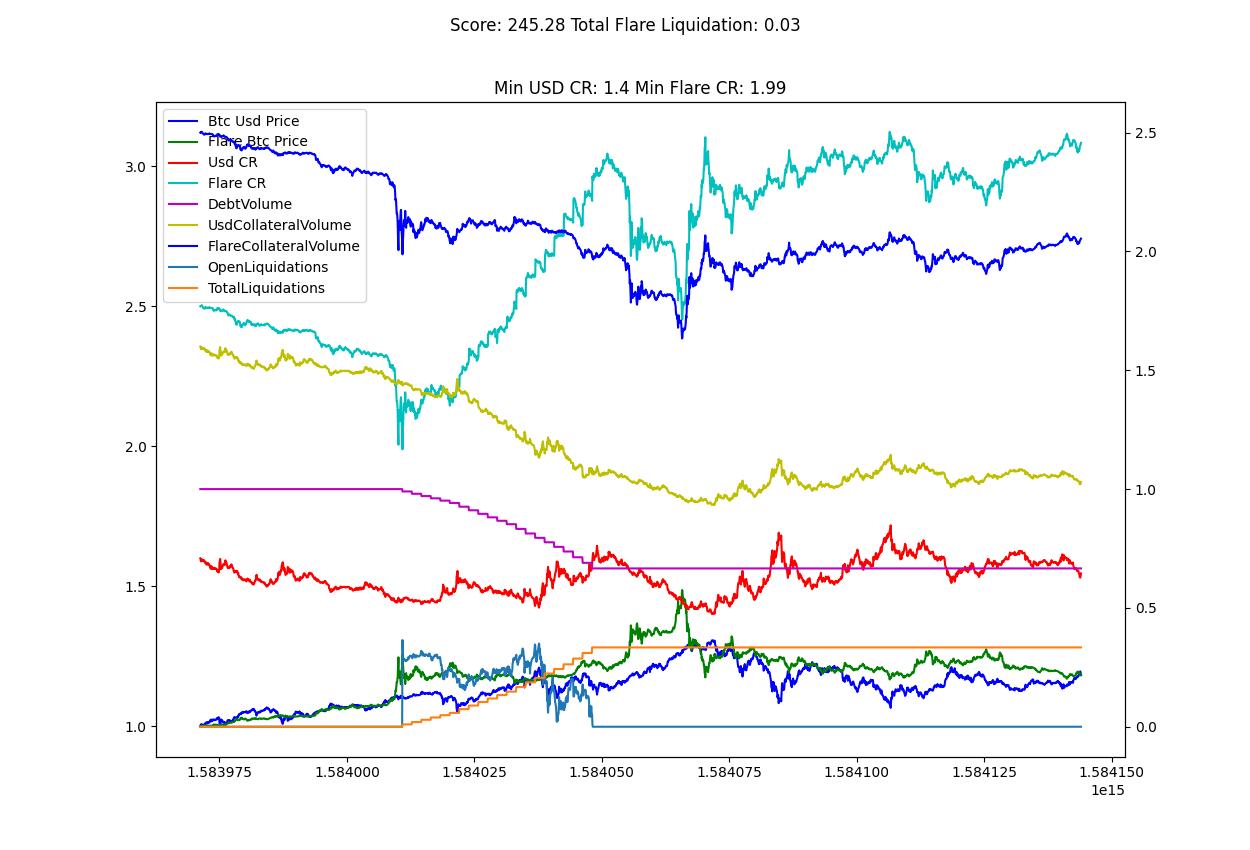 Score: 245.28 Total Flare Liquidation: 0.03
Min USD CR: 1.4 Min Flare CR: 1.99
Btc Usd Price
Flare Btc Price
Usd CR
Flare CR
DebtVolume
UsdCollateralVolume
FlareCollateralVolume
OpenLiquidations
TotalLiquidations
3.0
2.5
2.0
1.5
1.0
2.5
2.0
1.5
1.0
0.5
0.0
1.583975 1.584000 1.584025 1.584050 1.584075 1.584100 1.584125 1.584150
1e15